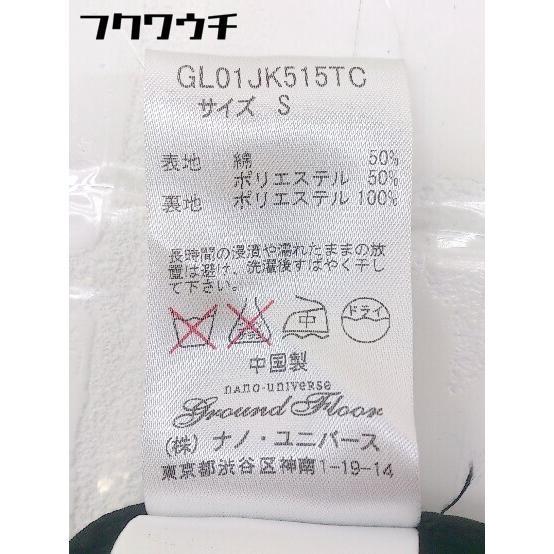 フクワウチ
GL01JK515TC
サイズ S
表地 綿 50%
ポリエステル 50%
裏地 ポリエステル 100%
長時間の浸漬や濡れたままの放
置は避け、洗濯後すばやく干し
て下さい。
中 ドライ
中国製
nano・universe
Ground Floor
(株) ナノ・ユニバース
東京都渋谷区神南1-19-14